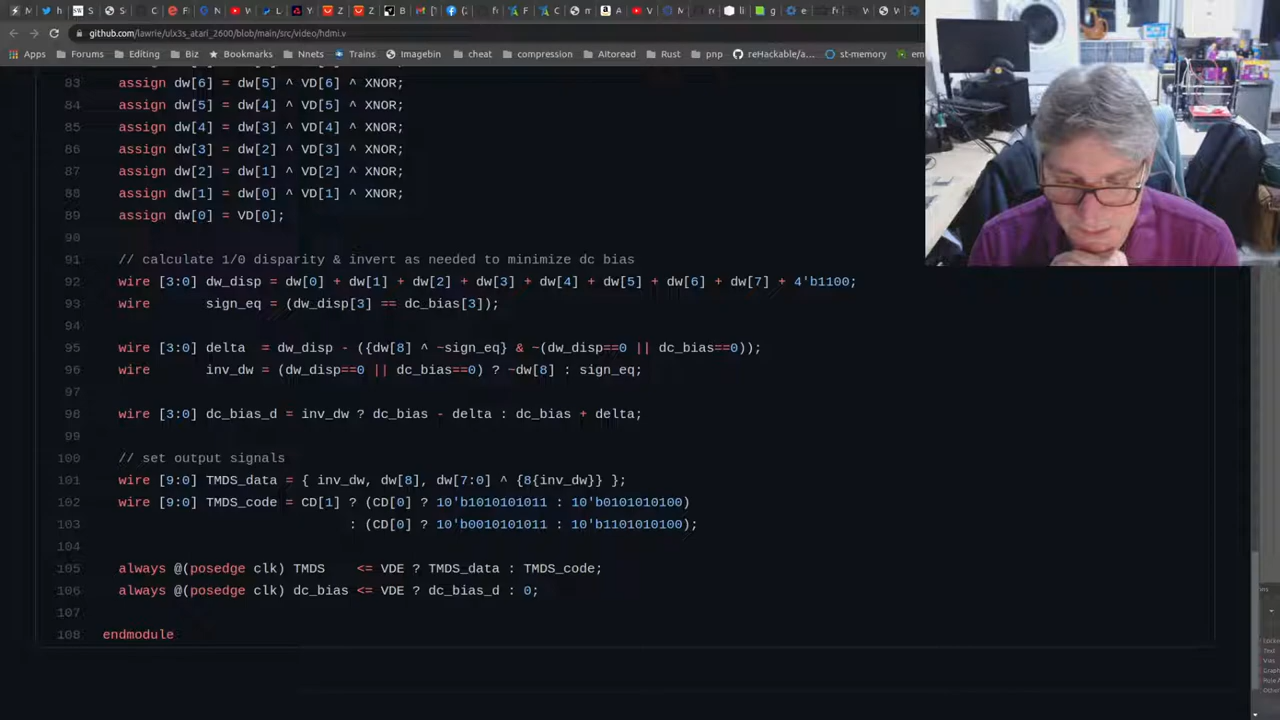 github.com/lawrie/ulx3s_atari_2600/blob/main/src/video/hdmi.v
Apps Forums Editing Biz BackHalf Nnets Trains Imagebin cheat compression AItoread Rust pnp reHackable/a... st-memory
83 assign dw[6] = dw[5] ^ VD[6] ^ XNOR;
84 assign dw[5] = dw[4] ^ VD[5] ^ XNOR;
85 assign dw[4] = dw[3] ^ VD[4] ^ XNOR;
86 assign dw[3] = dw[2] ^ VD[3] ^ XNOR;
87 assign dw[2] = dw[1] ^ VD[2] ^ XNOR;
88 assign dw[1] = dw[0] ^ VD[1] ^ XNOR;
89 assign dw[0] = VD[0];
90
91 // calculate 1/0 disparity & invert as needed to minimize dc bias
92 wire [3:0] dw_disp = dw[0] + dw[1] + dw[2] + dw[3] + dw[4] + dw[5] + dw[6] + dw[7] + 4'b1100;
93 wire sign_eq = (dw_disp[3] == dc_bias[3]);
94
95 wire [3:0] delta = dw_disp - ({dw[8] ^ ~sign_eq} & ~(dw_disp==0 || dc_bias==0));
96 wire inv_dw = (dw_disp==0 || dc_bias==0) ? ~dw[8] : sign_eq;
97
98 wire [3:0] dc_bias_d = inv_dw ? dc_bias - delta : dc_bias + delta;
99
100 // set output signals
101 wire [9:0] TMDS_data = { inv_dw, dw[8], dw[7:0] ^ {8{inv_dw}} };
102 wire [9:0] TMDS_code = CD[1] ? (CD[0] ? 10'b1010101011 : 10'b0101010100)
103 : (CD[0] ? 10'b0010101011 : 10'b1101010100);
104
105 always @(posedge clk) TMDS <= VDE ? TMDS_data : TMDS_code;
106 always @(posedge clk) dc_bias <= VDE ? dc_bias_d : 0;
107
108 endmodule